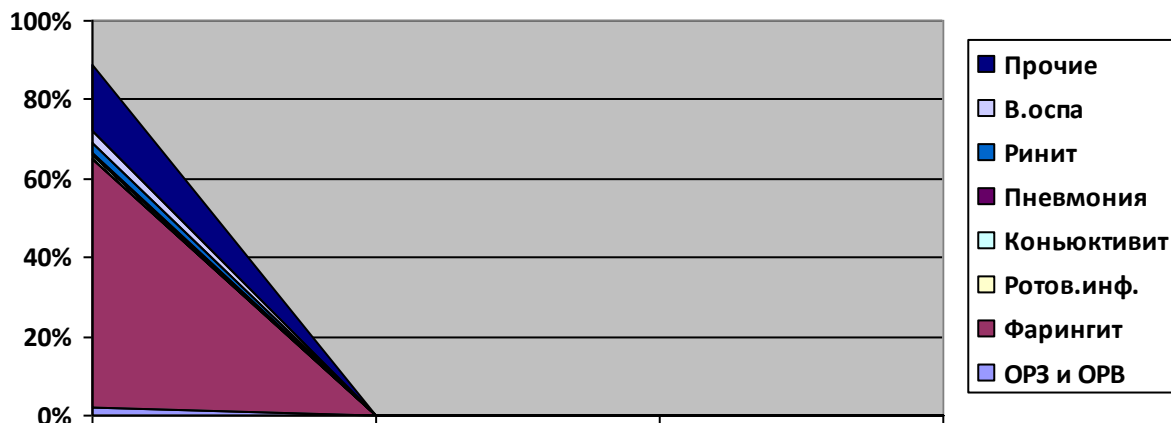 100%
80%
60%
40%
20%
0%
Прочие
В.оспа
Ринит
Пневмония
Коньюктивит
Ротов.инф.
Фарингит
ОРЗ и ОРВ